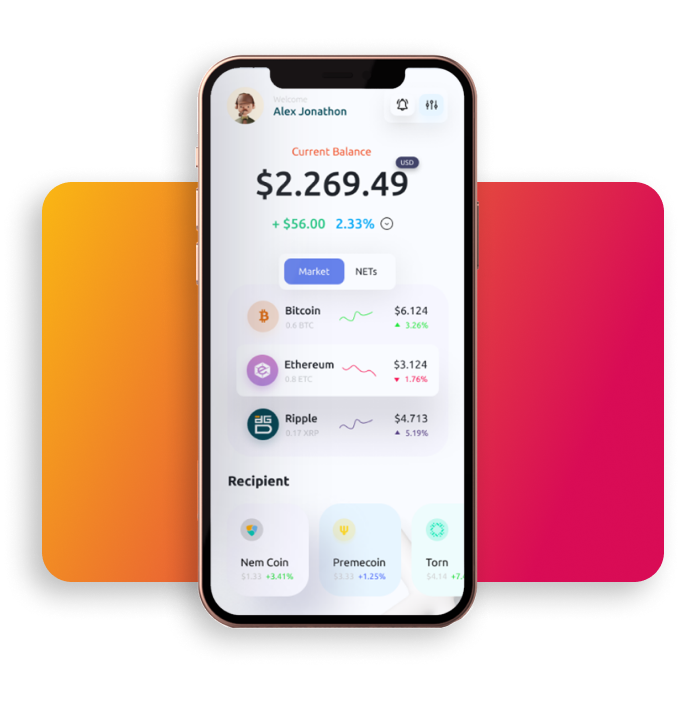 Welcome
Alex Jonathon
Current Balance
USD
$2.269.49
+ $56.00 2.33%
Market NETs
Bitcoin $6.124
0.6 BTC ▲ 3.26%
Ethereum $3.124
0.8 ETC ▼ 1.76%
Ripple $4.713
0.17 XRP ▲ 5.19%
Recipient
Nem Coin Premecoin Torn
$1.33 +3.41% $3.33 +1.25% $4.14 +7.